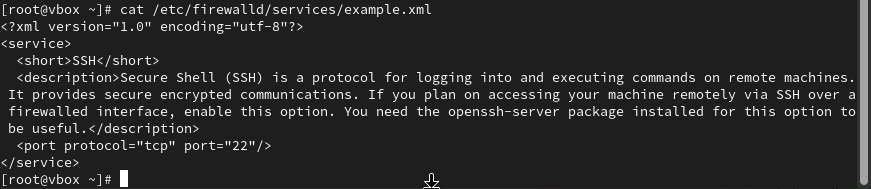 [root@vbox ~]# cat /etc/firewalld/services/example.xml
<?xml version="1.0" encoding="utf-8"?>
<service>
  <short>SSH</short>
  <description>Secure Shell (SSH) is a protocol for logging into and executing commands on remote machines.
 It provides secure encrypted communications. If you plan on accessing your machine remotely via SSH over a
 firewalled interface, enable this option. You need the openssh-server package installed for this option to
 be useful.</description>
  <port protocol="tcp" port="22"/>
</service>
[root@vbox ~]#